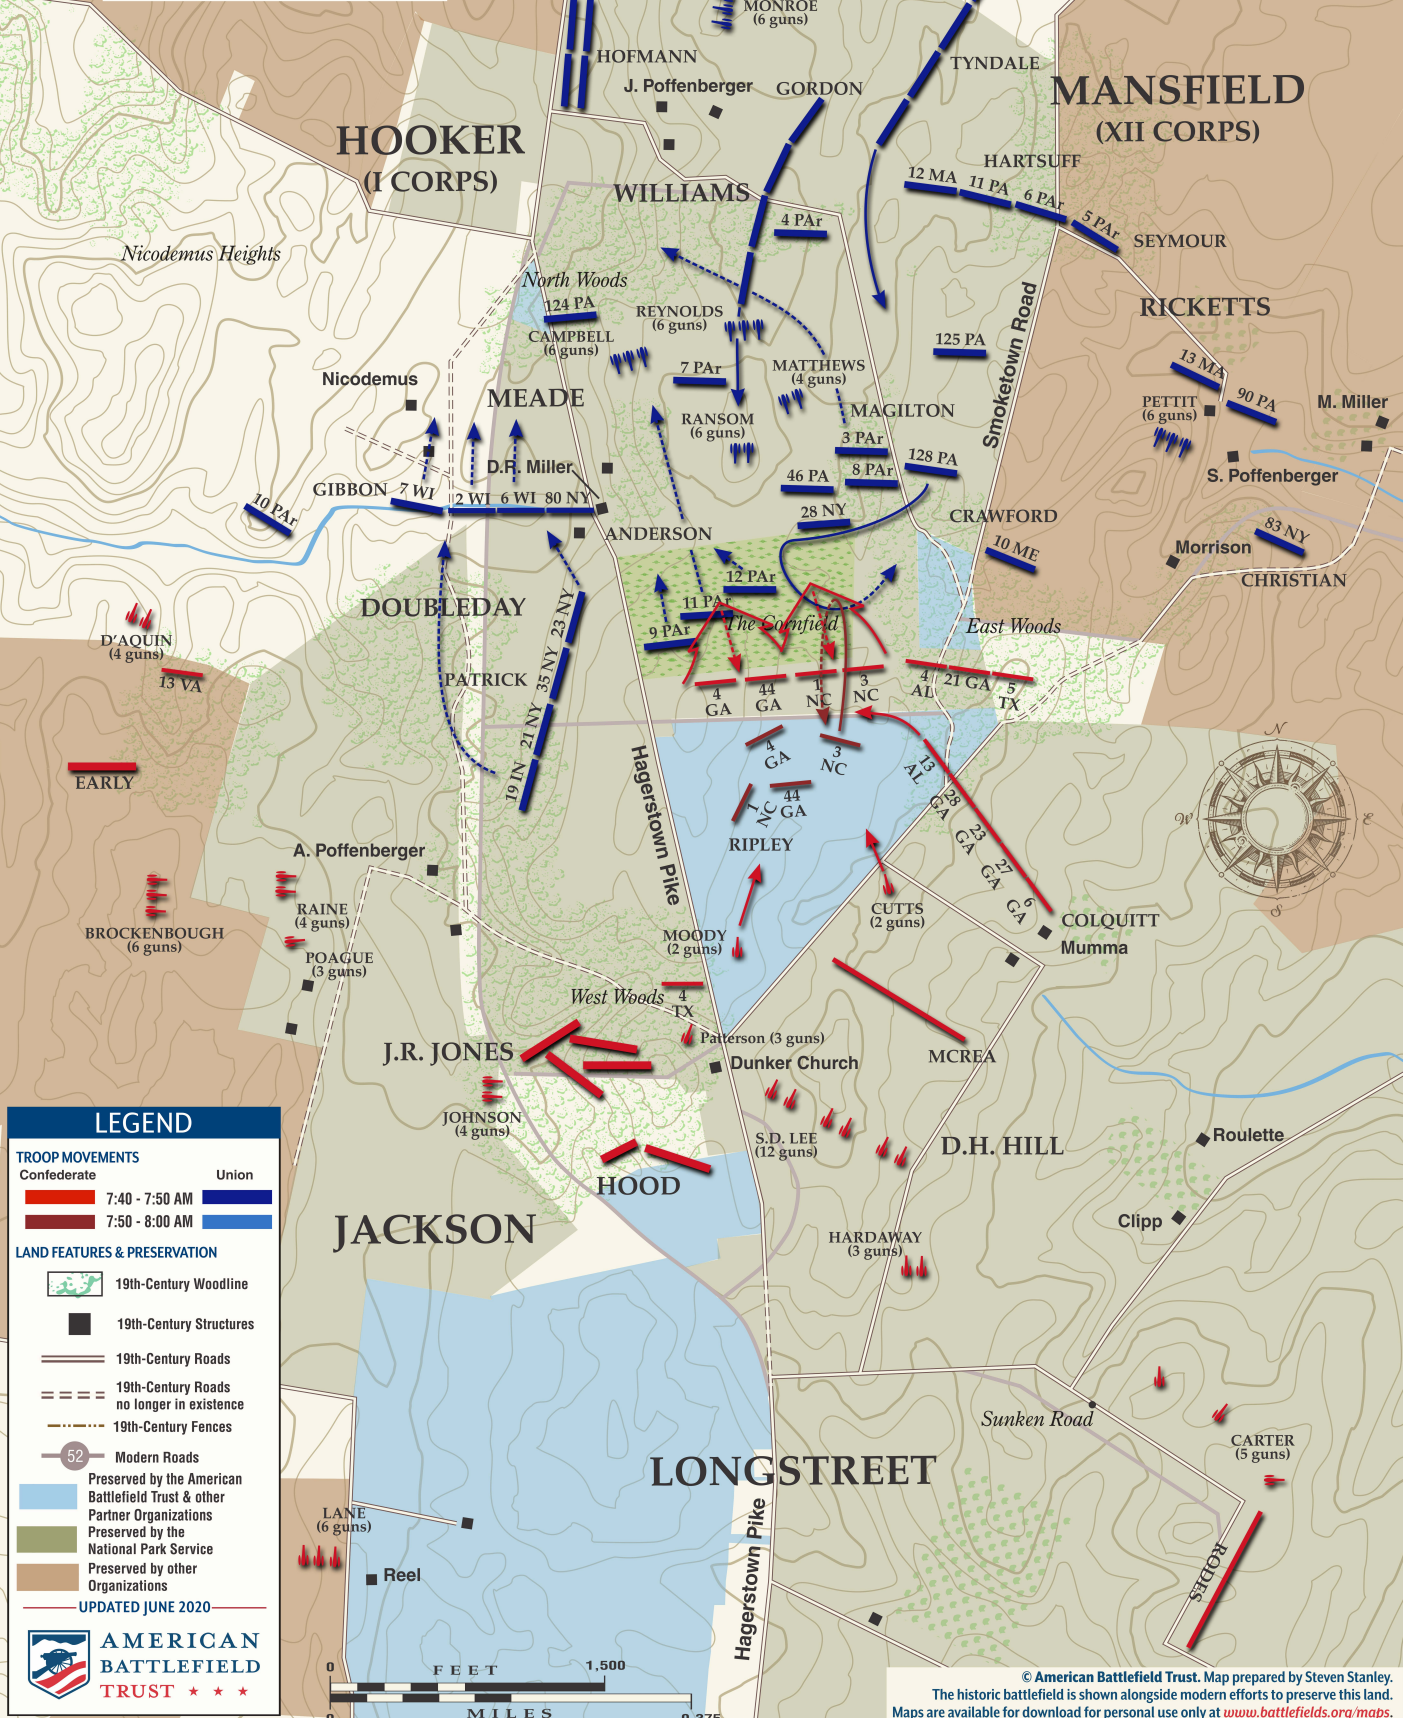 MONROE
(6 guns)
HOFMANN
TYNDALE
J. Poffenberger
GORDON
MANSFIELD
(XII CORPS)
HOOKER
(I CORPS)
HARTSUFF
12 MA
11 PA
6 PAr
5 PAr
WILLIAMS
4 PAr
SEYMOUR
Nicodemus Heights
North Woods
124 PA
REYNOLDS
(6 guns)
RICKETTS
CAMPBELL
(6 guns)
125 PA
Smoketown Road
7 PAr
MATTHEWS
(4 guns)
13 MA
Nicodemus
MEADE
90 PA
PETTIT
(6 guns)
M. Miller
RANSOM
(6 guns)
MAGILTON
3 PAr
128 PA
D.R. Miller
8 PAr
46 PA
S. Poffenberger
GIBBON
7 WI
2 WI
6 WI
80 NY
10 PAr
28 NY
CRAWFORD
83 NY
ANDERSON
10 ME
Morrison
CHRISTIAN
12 PAr
DOUBLEDAY
11 PAr
23 NY
The Cornfield
East Woods
9 PAr
D'AQUIN
(4 guns)
35 NY
13 VA
PATRICK
4
GA
44
GA
1
NC
3
NC
4
AL
21 GA
5
TX
21 NY
4
GA
3
NC
19 IN
EARLY
Hagerstown Pike
13
AL
28
GA
23
GA
27
GA
6
GA
1
NC
44
GA
RIPLEY
A. Poffenberger
N
E
S
W
RAINE
(4 guns)
CUTTS
(2 guns)
COLQUITT
BROCKENBOUGH
(6 guns)
MOODY
(2 guns)
Mumma
POAGUE
(3 guns)
West Woods
4
TX
Patterson (3 guns)
J.R. JONES
Dunker Church
MCREA
JOHNSON
(4 guns)
S.D. LEE
(12 guns)
D.H. HILL
Roulette
HOOD
JACKSON
Clipp
HARDAWAY
(3 guns)
Sunken Road
CARTER
(5 guns)
LONGSTREET
LANE
(6 guns)
Hagerstown Pike
RODES
Reel
LEGEND
TROOP MOVEMENTS
Confederate
Union
7:40 - 7:50 AM
7:50 - 8:00 AM
LAND FEATURES & PRESERVATION
19th-Century Woodline
19th-Century Structures
19th-Century Roads
19th-Century Roads
no longer in existence
19th-Century Fences
52
Modern Roads
Preserved by the American
Battlefield Trust & other
Partner Organizations
Preserved by the
National Park Service
Preserved by other
Organizations
UPDATED JUNE 2020
AMERICAN
BATTLEFIELD
TRUST
0
1,500
FEET
MILES
0
0.375
© American Battlefield Trust. Map prepared by Steven Stanley.
The historic battlefield is shown alongside modern efforts to preserve this land.
Maps are available for download for personal use only at www.battlefields.org/maps.